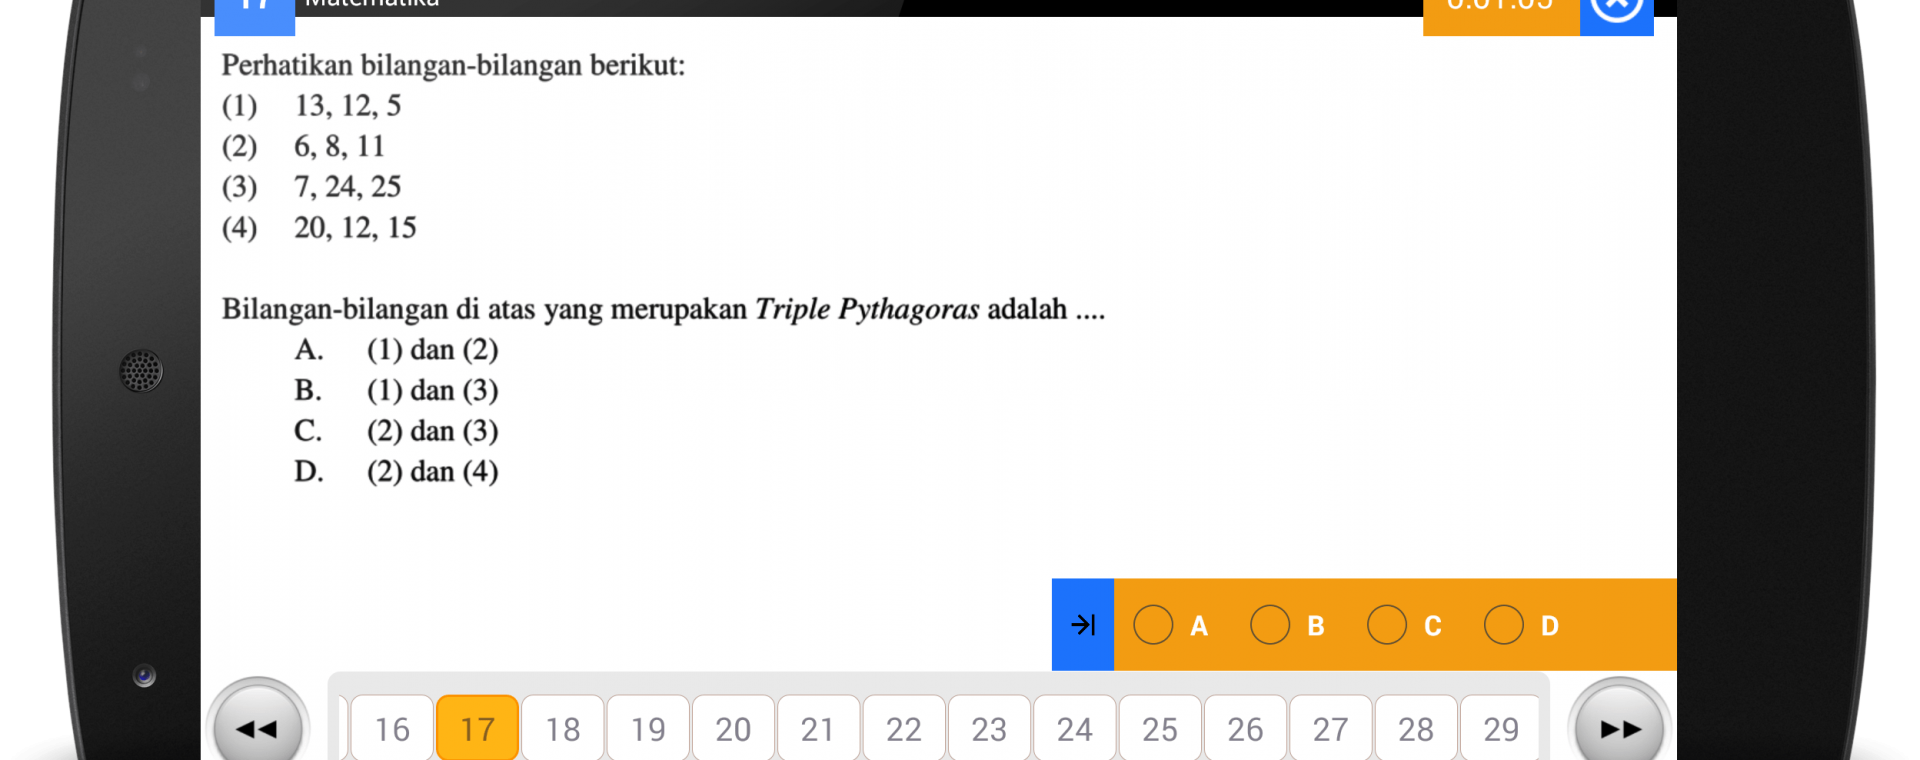 17 Matematika
Perhatikan bilangan-bilangan berikut:
(1) 13, 12, 5
(2) 6, 8, 11
(3) 7, 24, 25
(4) 20, 12, 15
Bilangan-bilangan di atas yang merupakan Triple Pythagoras adalah ....
A. (1) dan (2)
B. (1) dan (3)
C. (2) dan (3)
D. (2) dan (4)
A B C D
16 17 18 19 20 21 22 23 24 25 26 27 28 29